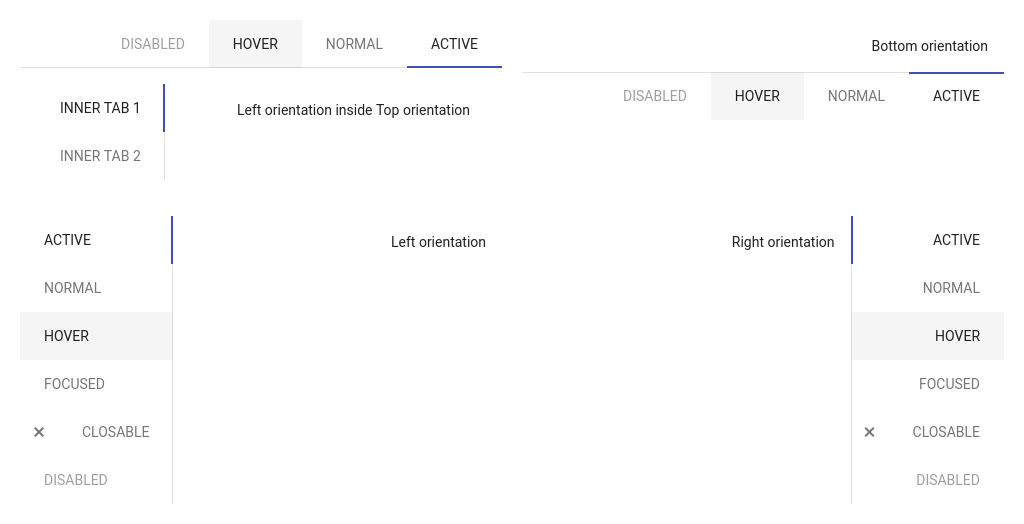 DISABLED HOVER NORMAL ACTIVE
INNER TAB 1
Left orientation inside Top orientation
INNER TAB 2
Bottom orientation
DISABLED HOVER NORMAL ACTIVE
ACTIVE
NORMAL
HOVER
FOCUSED
CLOSABLE
DISABLED
Left orientation
Right orientation
ACTIVE
NORMAL
HOVER
FOCUSED
CLOSABLE
DISABLED